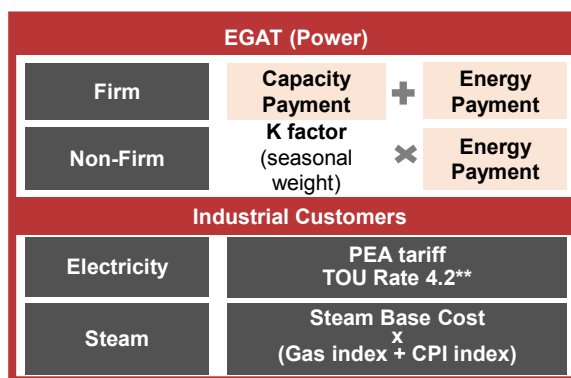 EGAT (Power)
Firm
Capacity
Payment
+
Energy
Payment
Non-Firm
K factor
(seasonal
weight)
×
Energy
Payment
Industrial Customers
Electricity
PEA tariff
TOU Rate 4.2**
Steam
Steam Base Cost
x
(Gas index + CPI index)